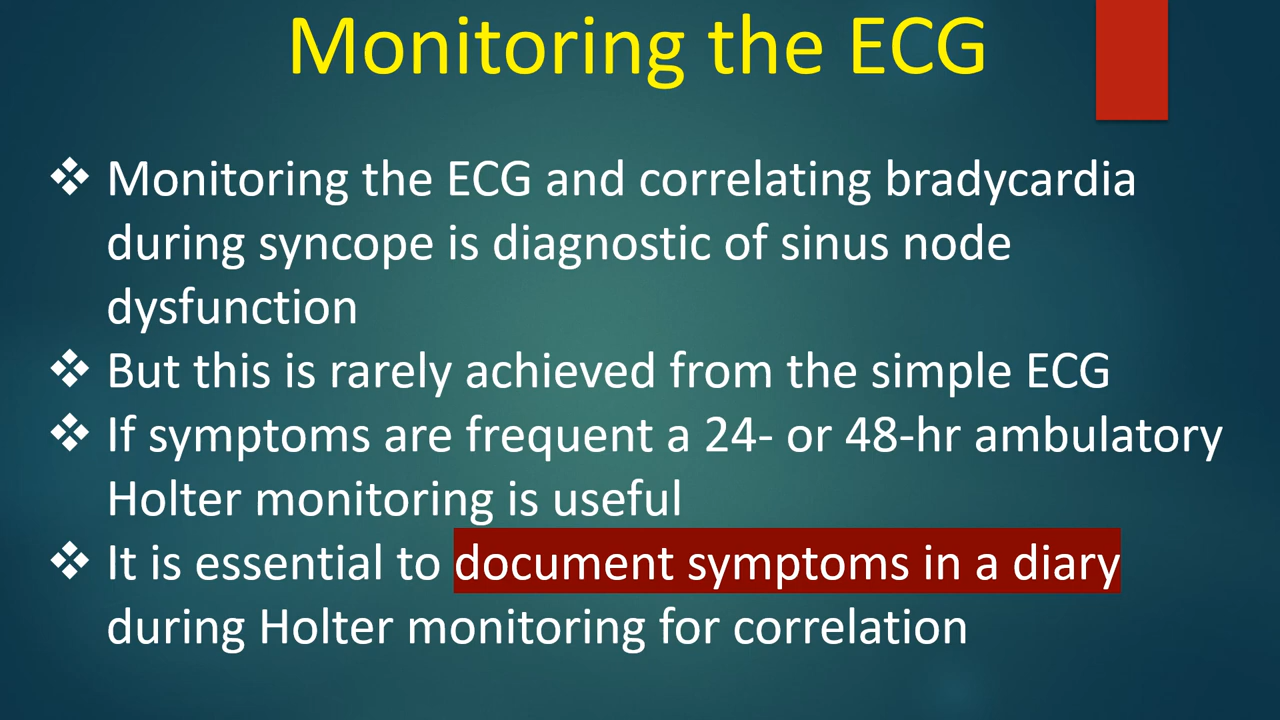 Monitoring the ECG
❖ Monitoring the ECG and correlating bradycardia
during syncope is diagnostic of sinus node
dysfunction
❖ But this is rarely achieved from the simple ECG
❖ If symptoms are frequent a 24- or 48-hr ambulatory
Holter monitoring is useful
❖ It is essential to document symptoms in a diary
during Holter monitoring for correlation